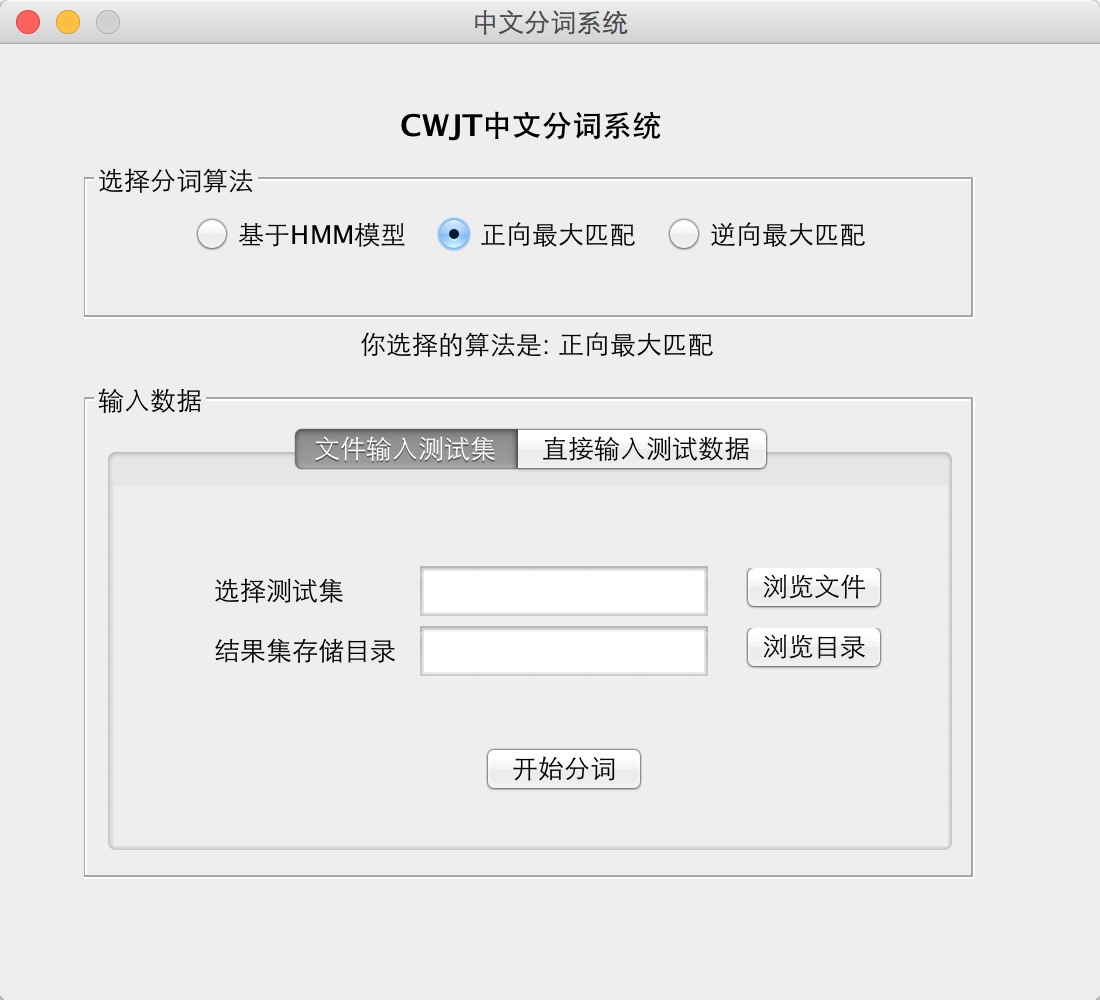 中文分词系统
CWJT中文分词系统
选择分词算法
基于HMM模型 正向最大匹配 逆向最大匹配
你选择的算法是: 正向最大匹配
输入数据
文件输入测试集 直接输入测试数据
选择测试集 浏览文件
结果集存储目录 浏览目录
开始分词